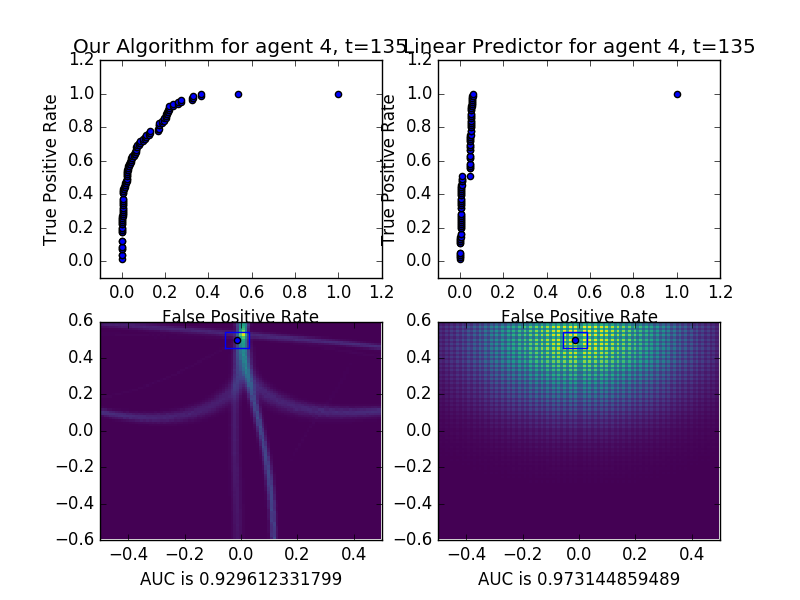 Our Algorithm for agent 4, t=135
Linear Predictor for agent 4, t=135
1.2
1.0
0.8
0.6
0.4
0.2
0.0
True Positive Rate
0.0 0.2 0.4 0.6 0.8 1.0 1.2
False Positive Rate
1.2
1.0
0.8
0.6
0.4
0.2
0.0
True Positive Rate
0.0 0.2 0.4 0.6 0.8 1.0 1.2
False Positive Rate
0.6
0.4
0.2
0.0
−0.2
−0.4
−0.6
−0.4 −0.2 0.0 0.2 0.4
AUC is 0.929612331799
0.6
0.4
0.2
0.0
−0.2
−0.4
−0.6
−0.4 −0.2 0.0 0.2 0.4
AUC is 0.973144859489